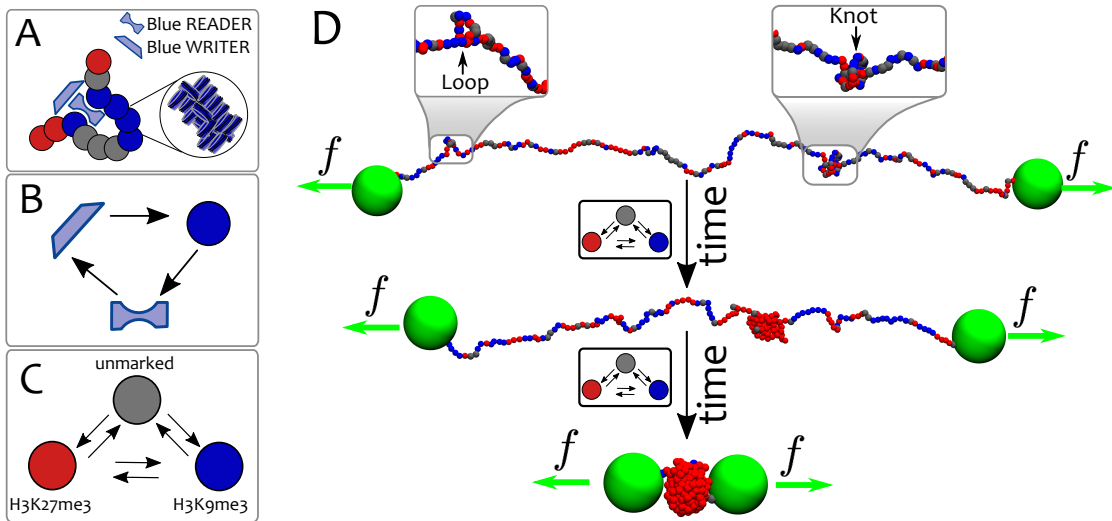 A
Blue READER
Blue WRITER
B
C
unmarked
H3K27me3
H3K9me3
D
Loop
Knot
f
f
time
f
f
time
f
f